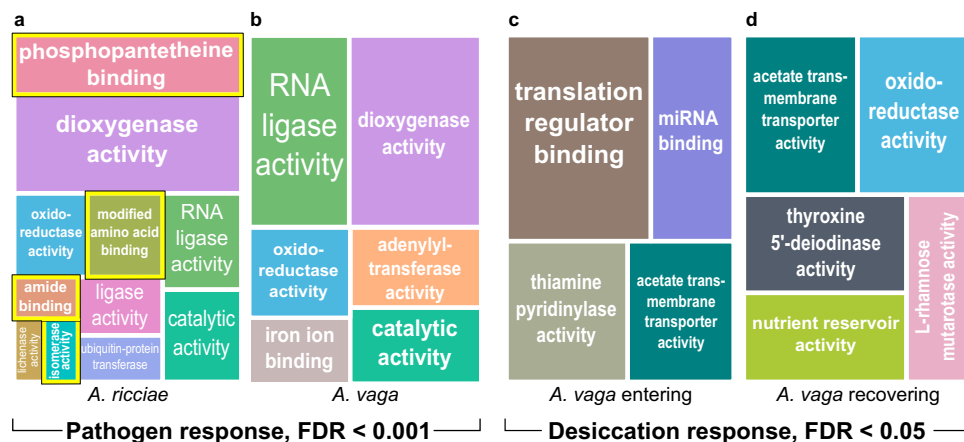 a
phosphopantetheine
binding
dioxygenase
activity
oxido-
reductase
activity
modified
amino acid
binding
RNA
ligase
activity
amide
binding
ligase
activity
catalytic
activity
lichenase
activity
isomerase
activity
ubiquitin-protein
transferase
A. ricciae
b
RNA
ligase
activity
dioxygenase
activity
oxido-
reductase
activity
adenylyl-
transferase
activity
iron ion
binding
catalytic
activity
A. vaga
Pathogen response, FDR < 0.001
c
translation
regulator
binding
miRNA
binding
thiamine
pyridinylase
activity
acetate trans-
membrane
transporter
activity
A. vaga entering
d
acetate trans-
membrane
transporter
activity
oxido-
reductase
activity
thyroxine
5'-deiodinase
activity
L-rhamnose
mutarotase activity
nutrient reservoir
activity
A. vaga recovering
Desiccation response, FDR < 0.05